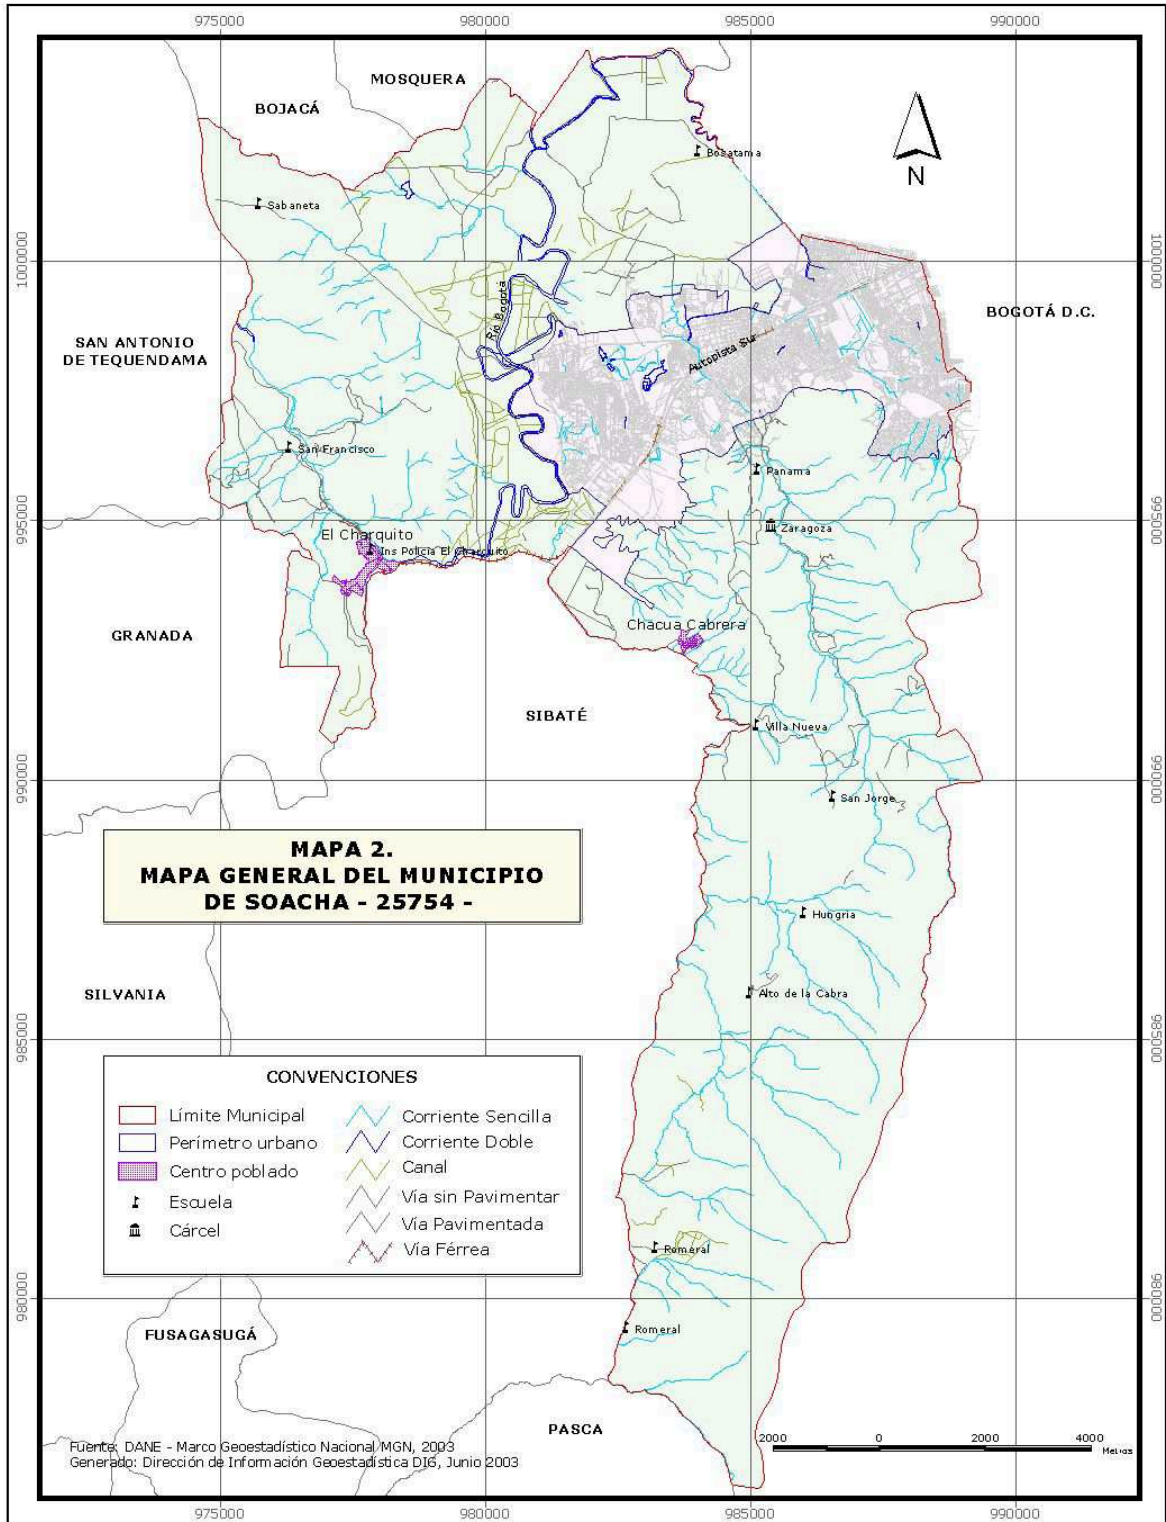 975000 980000 985000 990000
MOSQUERA
BOJACÁ
N
Bosatama
Sabaneta
1000000 1000000
Río Bogotá
BOGOTÁ D.C.
SAN ANTONIO
DE TEQUENDAMA
Autopista Sur
San Francisco
Panama
995000 995000
Zaragoza
El Charquito
Ins Policia El Charquito
GRANADA
Chacua Cabrera
SIBATÉ
Villa Nueva
990000 990000
San Jorge
MAPA 2.
MAPA GENERAL DEL MUNICIPIO
DE SOACHA - 25754 -
Hungria
SILVANIA
Alto de la Cabra
985000 985000
CONVENCIONES
Límite Municipal
Perímetro urbano
Centro poblado
Escuela
Cárcel
Corriente Sencilla
Corriente Doble
Canal
Vía sin Pavimentar
Vía Pavimentada
Vía Férrea
Romeral
980000 980000
FUSAGASUGÁ
Romeral
PASCA
2000 0 2000 4000
Metros
Fuente: DANE - Marco Geoestadístico Nacional MGN, 2003
Generado: Dirección de Información Geoestadística DIG, Junio 2003
975000 980000 985000 990000